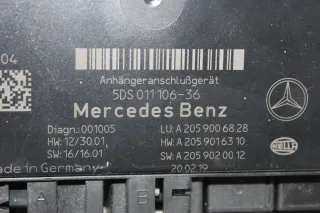 04
Anhängeranschlußgerät
5DS 011 106-36
Mercedes Benz
Diagn.: 001005
LU: A 205 900 68 28
HW: 12/30.01
HW: A 205 901 63 10
HELLA
SW: 16/16.01
SW: A 205 902 00 12
ade in Germany
20.02.19